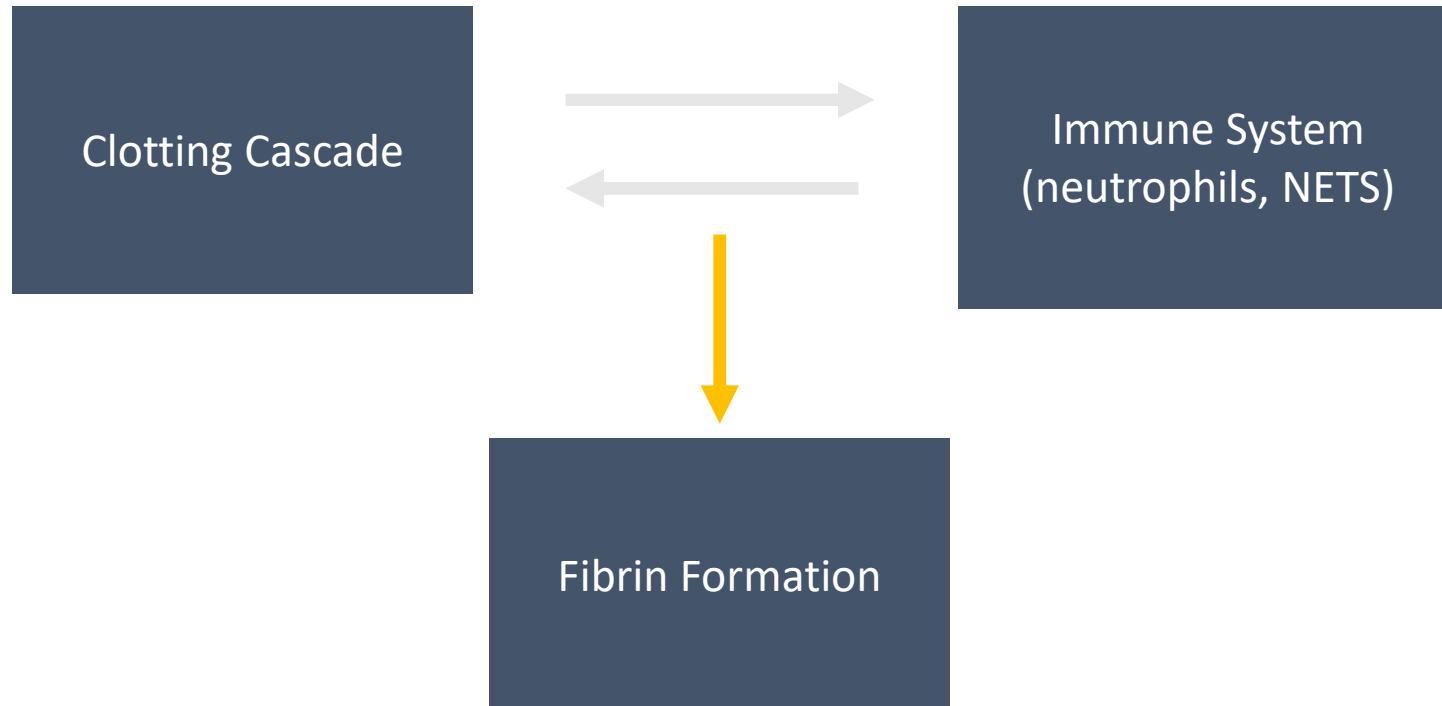 Clotting Cascade
Immune System
(neutrophils, NETS)
Fibrin Formation